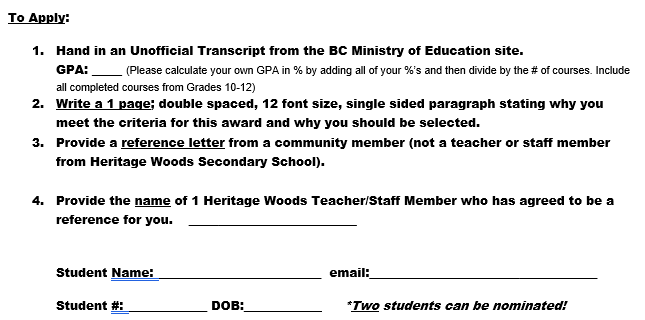 To Apply:
1. Hand in an Unofficial Transcript from the BC Ministry of Education site.
GPA: ____ (Please calculate your own GPA in % by adding all of your %'s and then divide by the # of courses. Include
all completed courses from Grades 10-12)
2. Write a 1 page; double spaced, 12 font size, single sided paragraph stating why you
meet the criteria for this award and why you should be selected.
3. Provide a reference letter from a community member (not a teacher or staff member
from Heritage Woods Secondary School).
4. Provide the name of 1 Heritage Woods Teacher/Staff Member who has agreed to be a
reference for you. ______________________
Student Name: ______________________ email:______________________________
Student #: __________ DOB:__________ *Two students can be nominated!